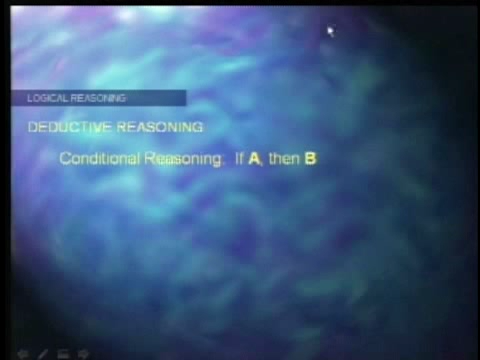 LOGICAL REASONING
DEDUCTIVE REASONING
Conditional Reasoning: If A, then B